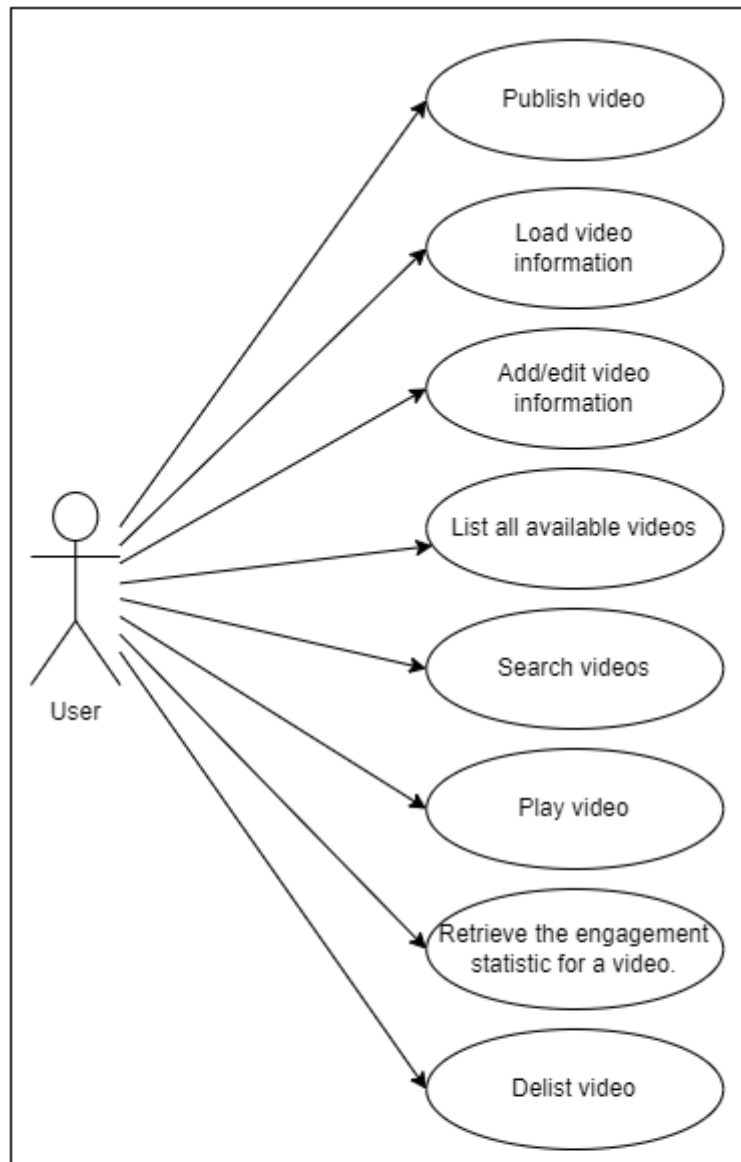 Publish video
Load video
information
Add/edit video
information
List all available videos
Search videos
User
Play video
Retrieve the engagement
statistic for a video.
Delist video